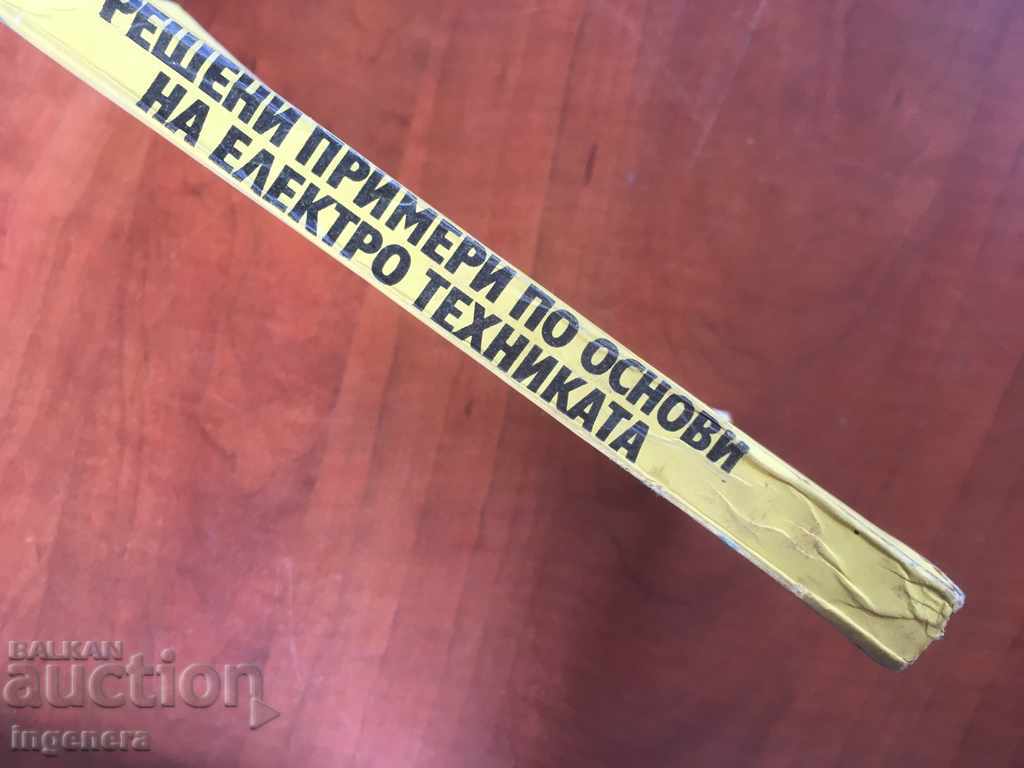 РЕШЕНИ ПРИМЕРИ ПО ОСНОВИ
НА ЕЛЕКТРО ТЕХНИКАТА
BALKAN
auction
ingenera